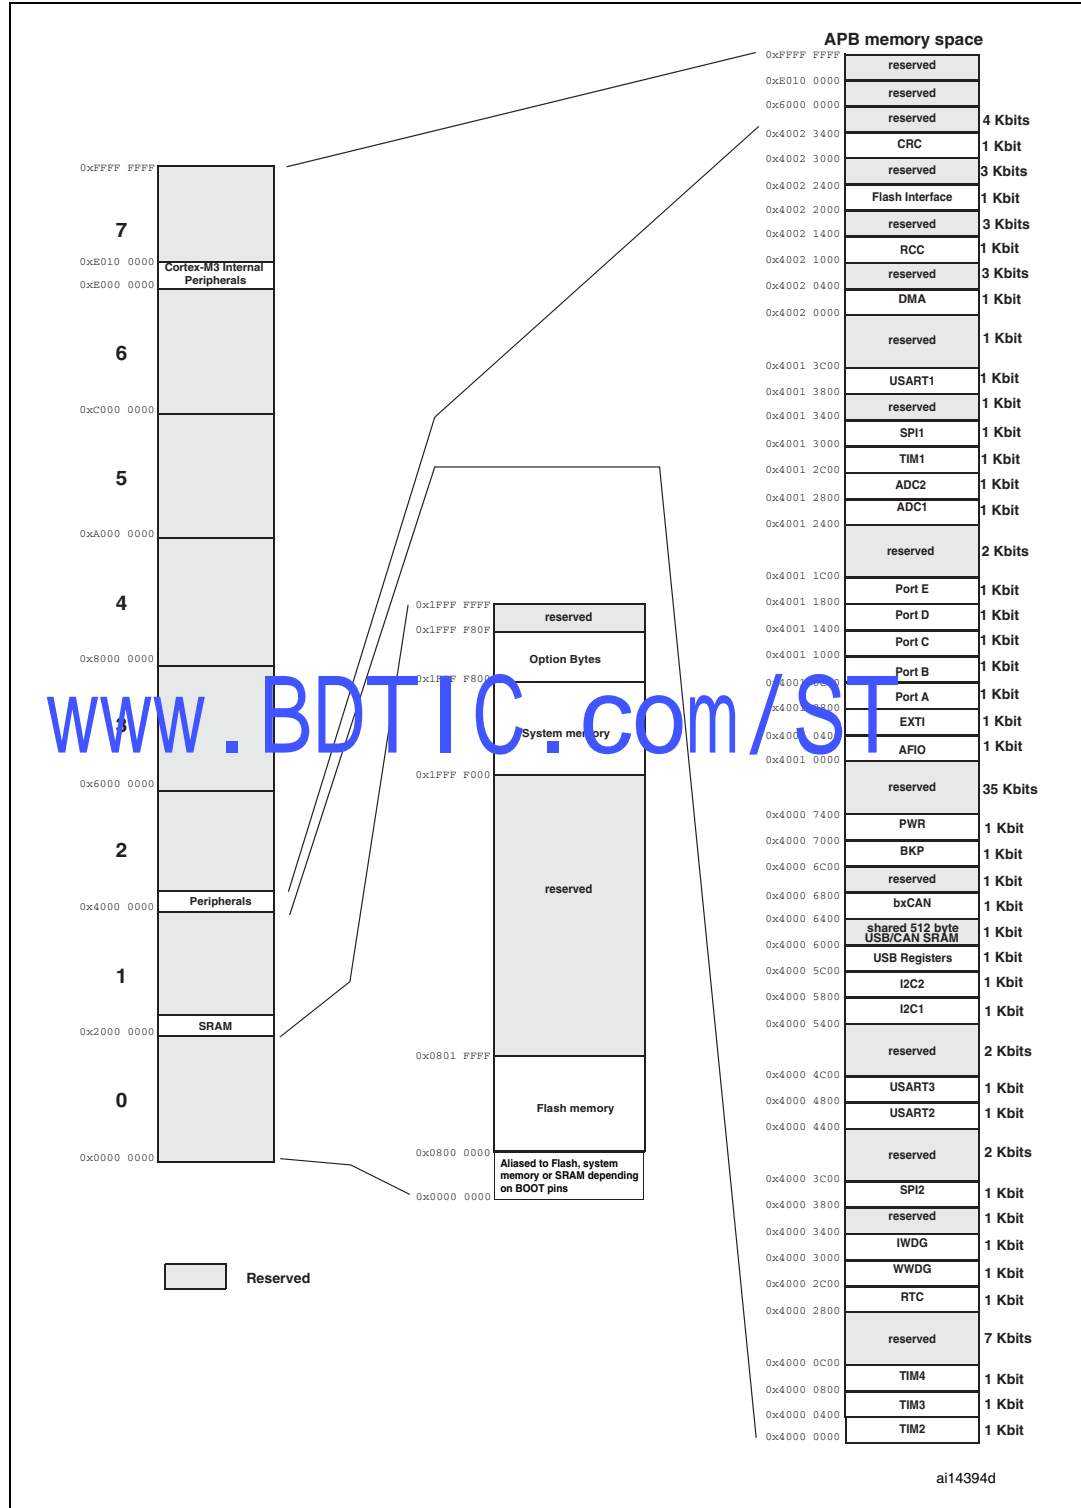 APB memory space
0xFFFF FFFF
reserved
0xE010 0000
reserved
0x6000 0000
reserved
4 Kbits
0x4002 3400
CRC
1 Kbit
0x4002 3000
reserved
3 Kbits
0x4002 2400
Flash Interface
1 Kbit
0x4002 2000
reserved
3 Kbits
0x4002 1400
RCC
1 Kbit
0x4002 1000
reserved
3 Kbits
0x4002 0400
DMA
1 Kbit
0x4002 0000
reserved
1 Kbit
0x4001 3C00
USART1
1 Kbit
0x4001 3800
reserved
1 Kbit
0x4001 3400
SPI1
1 Kbit
0x4001 3000
TIM1
1 Kbit
0x4001 2C00
ADC2
1 Kbit
0x4001 2800
ADC1
1 Kbit
0x4001 2400
reserved
2 Kbits
0x4001 1C00
Port E
1 Kbit
0x4001 1800
Port D
1 Kbit
0x4001 1400
Port C
1 Kbit
0x4001 1000
Port B
1 Kbit
Port A
1 Kbit
EXTI
1 Kbit
0x4001 0400
AFIO
1 Kbit
0x4001 0000
reserved
35 Kbits
0x4000 7400
PWR
1 Kbit
0x4000 7000
BKP
1 Kbit
0x4000 6C00
reserved
1 Kbit
0x4000 6800
bxCAN
1 Kbit
0x4000 6400
shared 512 byte
USB/CAN SRAM
1 Kbit
0x4000 6000
USB Registers
1 Kbit
0x4000 5C00
I2C2
1 Kbit
0x4000 5800
I2C1
1 Kbit
0x4000 5400
reserved
2 Kbits
0x4000 4C00
USART3
1 Kbit
0x4000 4800
USART2
1 Kbit
0x4000 4400
reserved
2 Kbits
0x4000 3C00
SPI2
1 Kbit
0x4000 3800
reserved
1 Kbit
0x4000 3400
IWDG
1 Kbit
0x4000 3000
WWDG
1 Kbit
0x4000 2C00
RTC
1 Kbit
0x4000 2800
reserved
7 Kbits
0x4000 0C00
TIM4
1 Kbit
0x4000 0800
TIM3
1 Kbit
0x4000 0400
TIM2
1 Kbit
0x4000 0000
0xFFFF FFFF
7
0xE010 0000
Cortex-M3 Internal
Peripherals
0xE000 0000
6
0xC000 0000
5
0xA000 0000
4
0x8000 0000
3
0x6000 0000
2
Peripherals
0x4000 0000
1
SRAM
0x2000 0000
0
0x0000 0000
0x1FFF FFFF
reserved
0x1FFF F80F
Option Bytes
0x1FFF F800
System memory
0x1FFF F000
reserved
0x0801 FFFF
Flash memory
0x0800 0000
Aliased to Flash, system
memory or SRAM depending
on BOOT pins
0x0000 0000
Reserved
www.BDTIC.com/ST
ai14394d